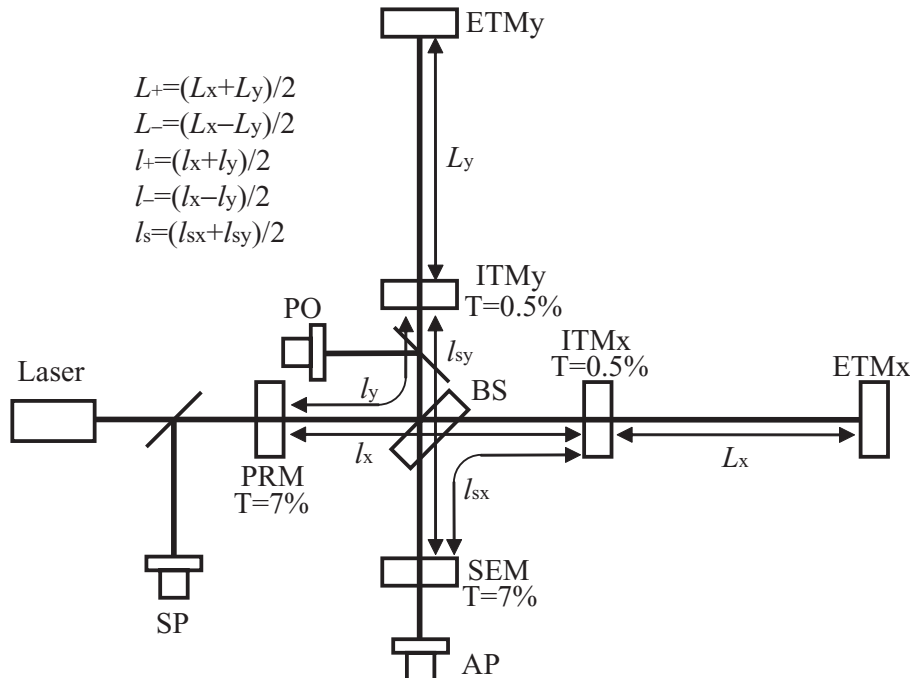 ETMy
L+=(Lx+Ly)/2
L–=(Lx–Ly)/2
l+=(lx+ly)/2
l–=(lx–ly)/2
ls=(lsx+lsy)/2
Ly
ITMy
T=0.5%
PO
lsy
ITMx
T=0.5%
ETMx
Laser
ly
BS
lx
Lx
PRM
T=7%
lsx
SEM
T=7%
SP
AP